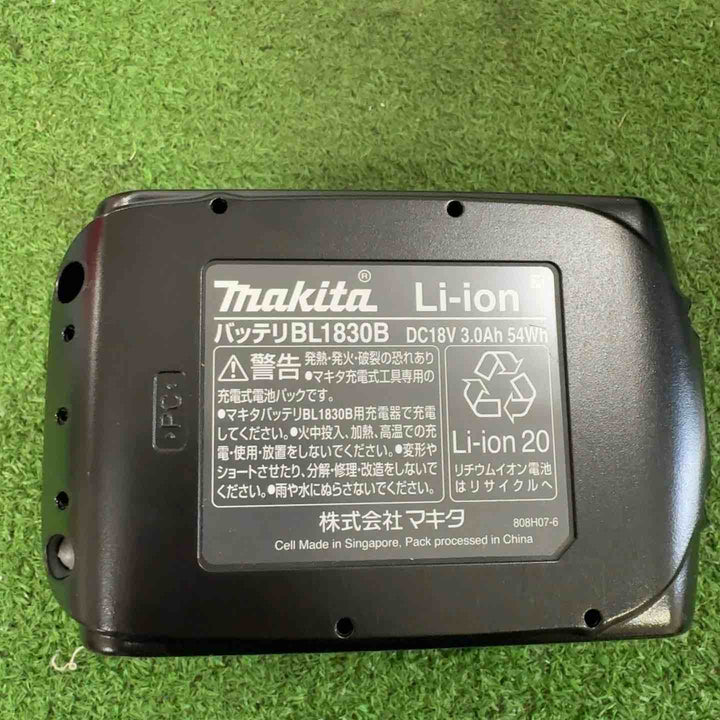 makita® Li-ion
バッテリBL1830B DC18V 3.0Ah 54Wh
警告 発熱・発火・破裂の恐れあり
●マキタ充電式工具専用の
充電式電池パックです。
●マキタバッテリBL1830B用充電器で充電
してください。●火中投入、加熱、高温での充
電・使用・放置をしないでください。●変形や
ショートさせたり、分解・修理・改造をしないで
ください。●雨や水にぬらさないでください。
Li-ion 20
リチウムイオン電池
はリサイクルへ
株式会社マキタ 808H07-6
Cell Made in Singapore, Pack processed in China